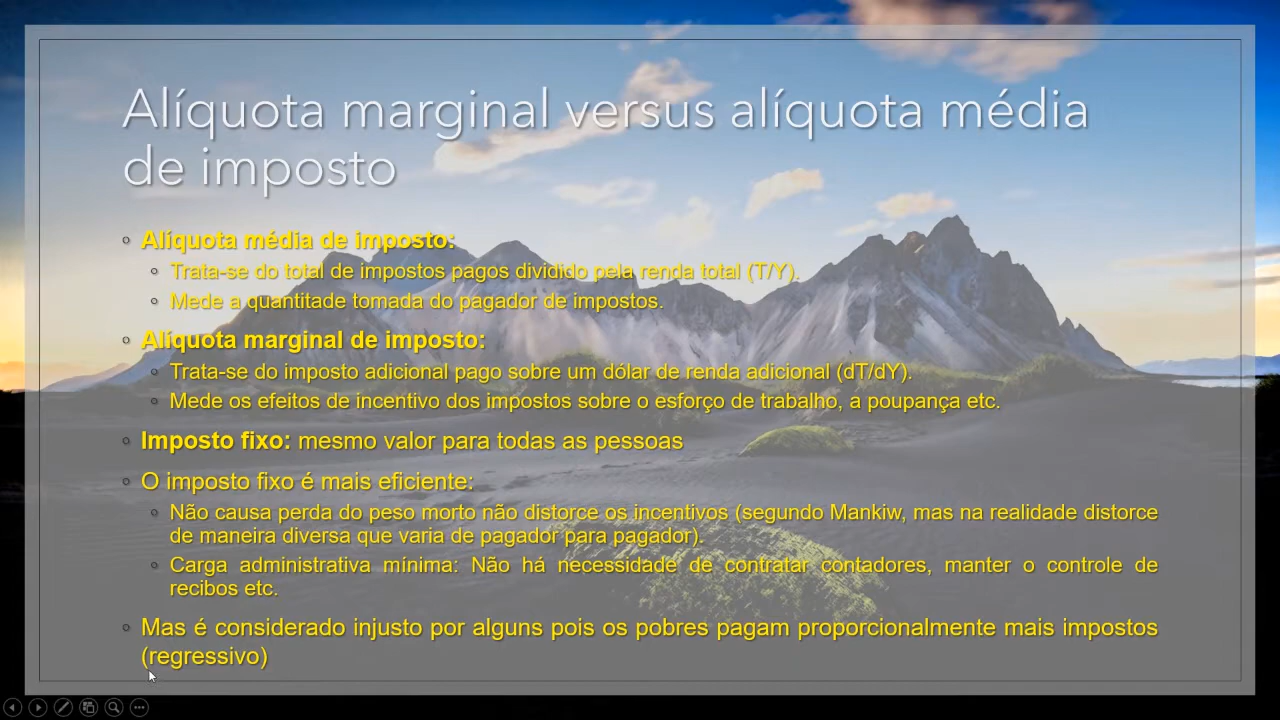 Alíquota marginal versus alíquota média
de imposto
Alíquota média de imposto:
Trata-se do total de impostos pagos dividido pela renda total (T/Y).
Mede a quantitade tomada do pagador de impostos.
Alíquota marginal de imposto:
Trata-se do imposto adicional pago sobre um dólar de renda adicional (dT/dY).
Mede os efeitos de incentivo dos impostos sobre o esforço de trabalho, a poupança etc.
Imposto fixo: mesmo valor para todas as pessoas
O imposto fixo é mais eficiente:
Não causa perda do peso morto não distorce os incentivos (segundo Mankiw, mas na realidade distorce
de maneira diversa que varia de pagador para pagador).
Carga administrativa mínima: Não há necessidade de contratar contadores, manter o controle de
recibos etc.
Mas é considerado injusto por alguns pois os pobres pagam proporcionalmente mais impostos
(regressivo)